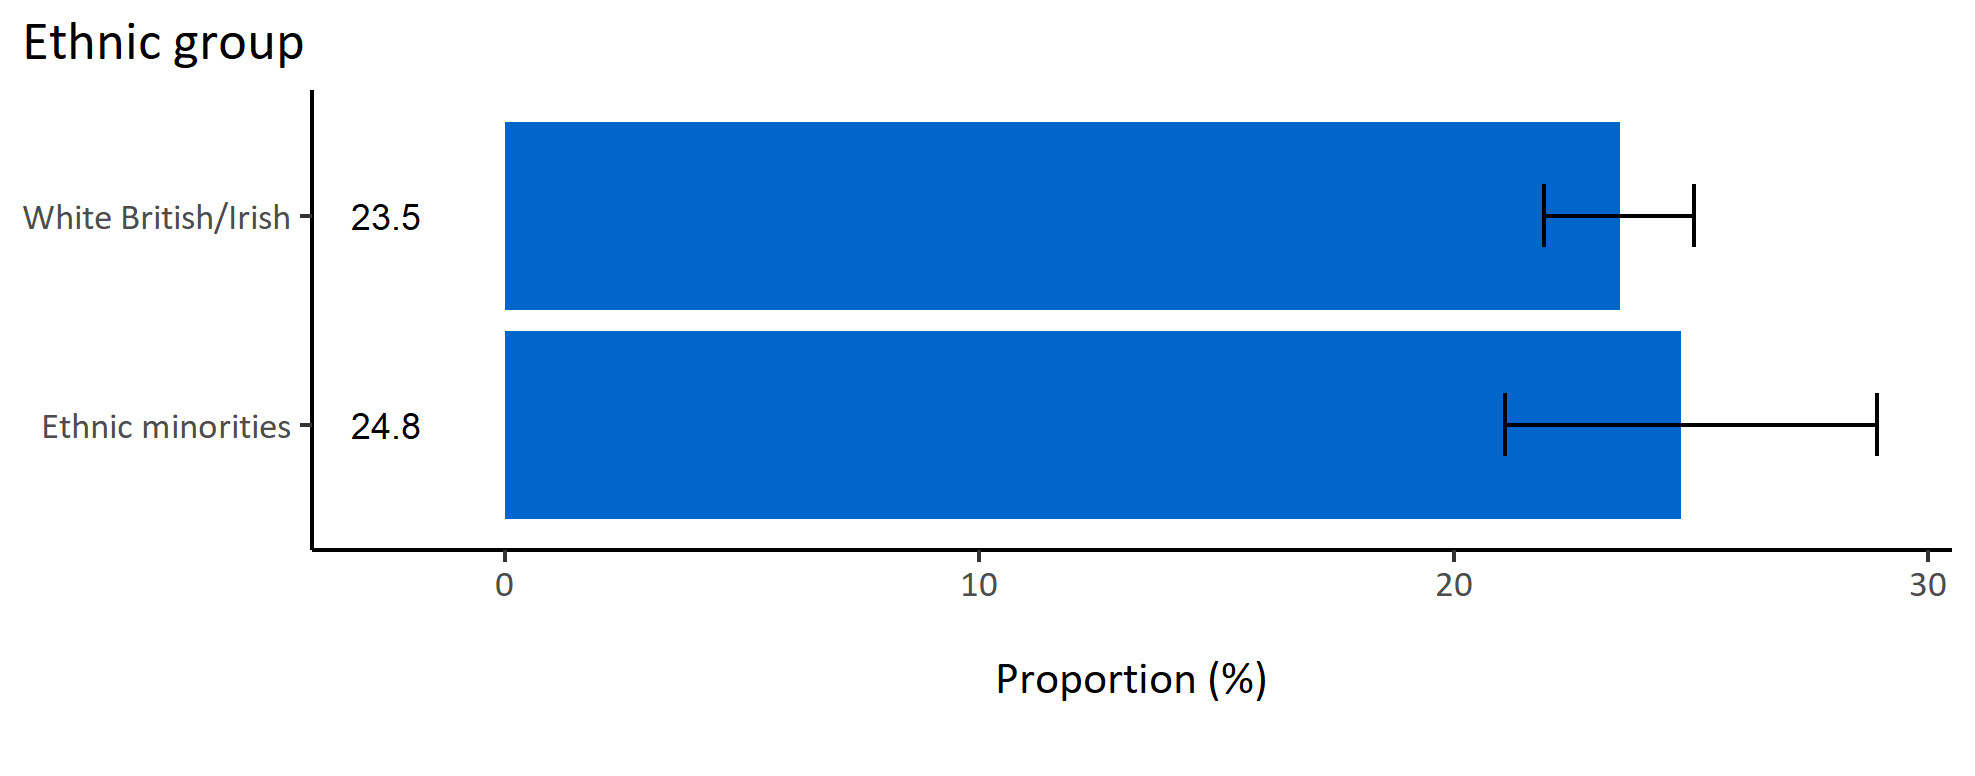 Ethnic group
White British/Irish 23.5
Ethnic minorities 24.8
0 10 20 30
Proportion (%)